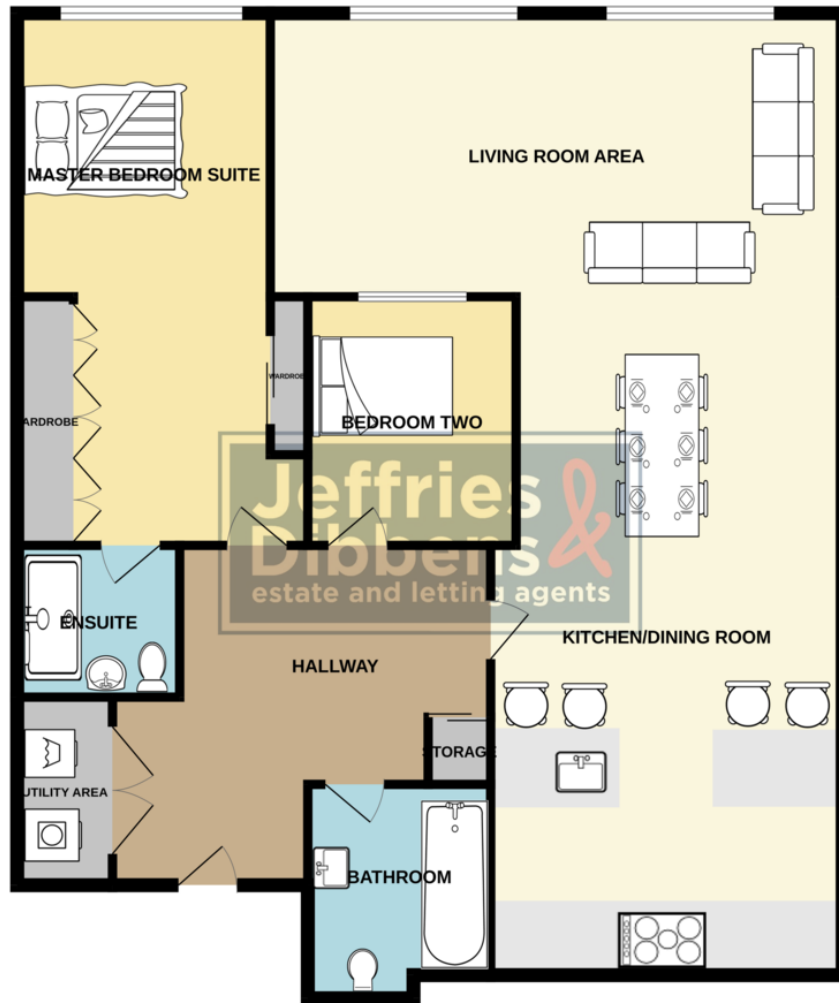 LIVING ROOM AREA
MASTER BEDROOM SUITE
WARDROBE
ARDROBE
BEDROOM TWO
Jeffries &
Dibbens
estate and letting agents
ENSUITE
KITCHEN/DINING ROOM
HALLWAY
STORAGE
UTILITY AREA
BATHROOM